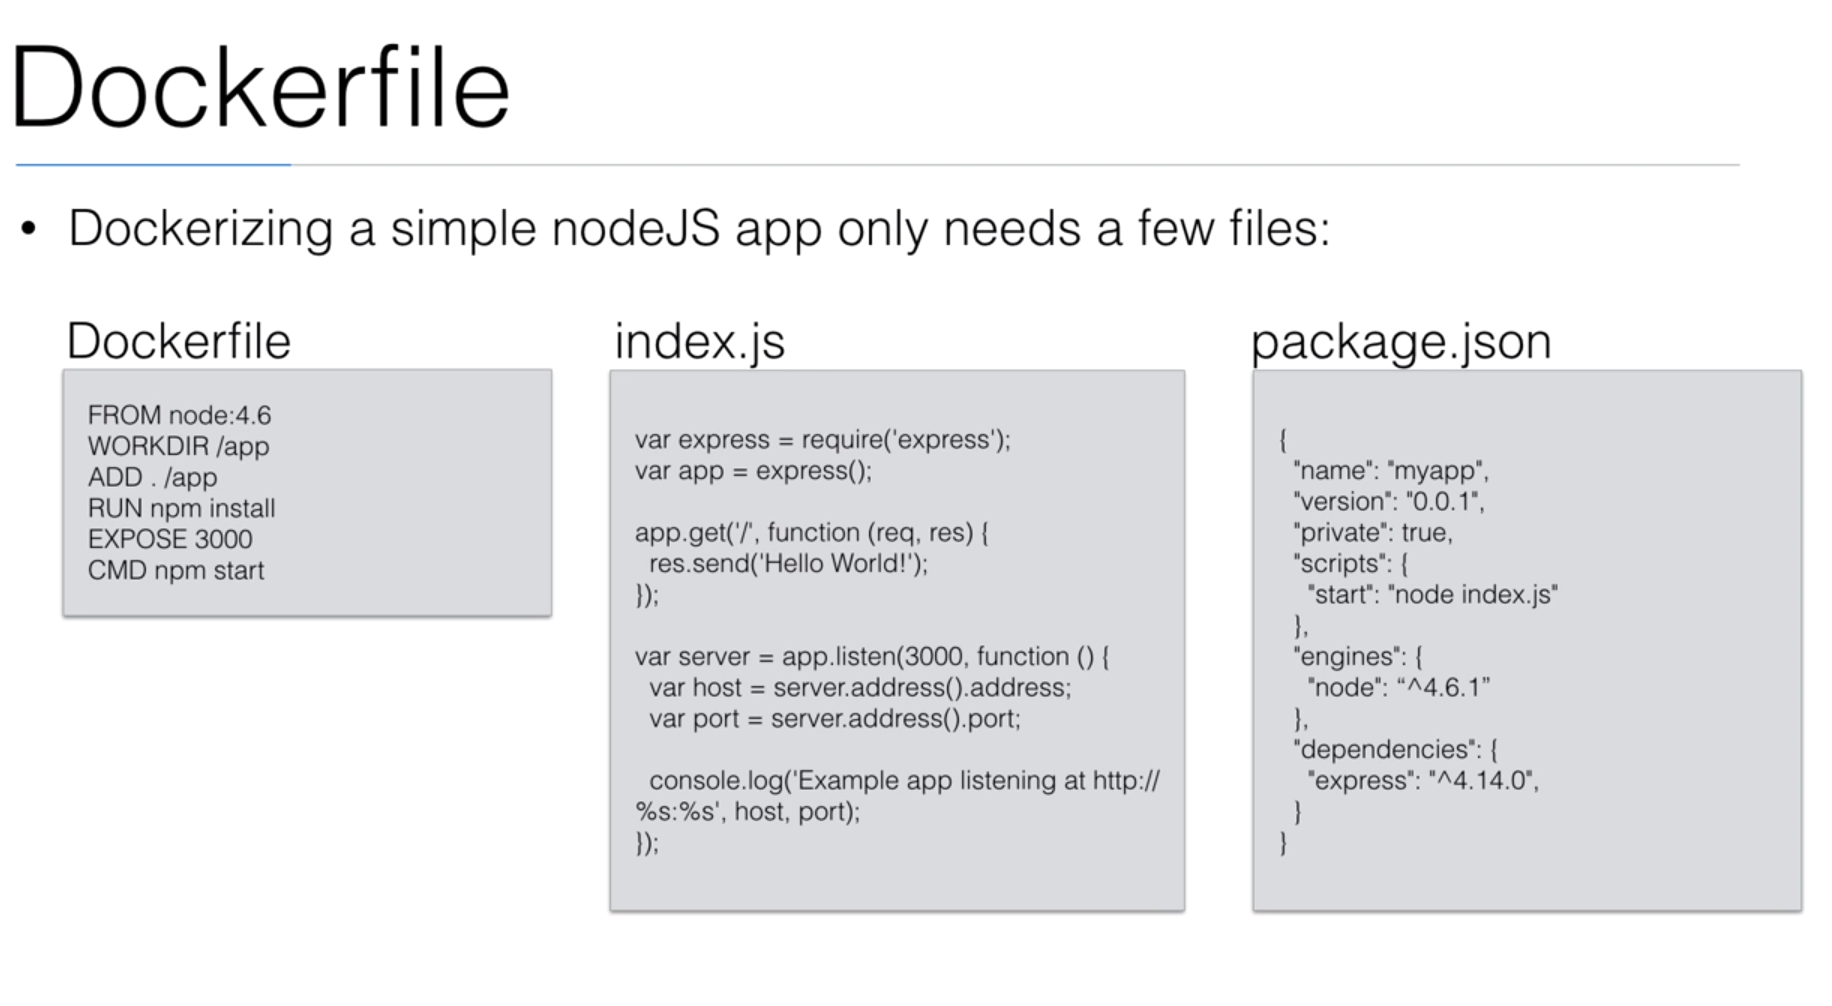 Dockerfile
• Dockerizing a simple nodeJS app only needs a few files:
Dockerfile
FROM node:4.6
WORKDIR /app
ADD . /app
RUN npm install
EXPOSE 3000
CMD npm start
index.js
var express = require('express');
var app = express();
app.get('/', function (req, res) {
  res.send('Hello World!');
});
var server = app.listen(3000, function () {
  var host = server.address().address;
  var port = server.address().port;
  console.log('Example app listening at http://
%s:%s', host, port);
});
package.json
{
  "name": "myapp",
  "version": "0.0.1",
  "private": true,
  "scripts": {
    "start": "node index.js"
  },
  "engines": {
    "node": “^4.6.1”
  },
  "dependencies": {
    "express": "^4.14.0",
  }
}